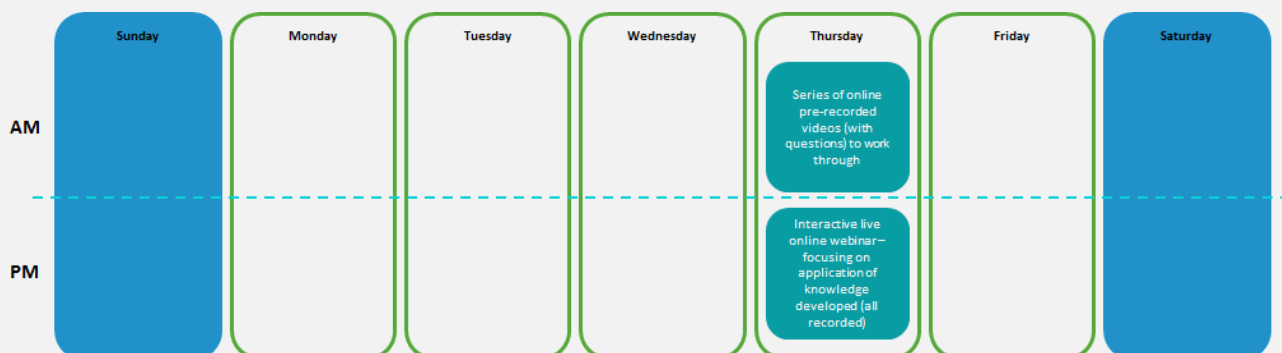 Sunday
Monday
Tuesday
Wednesday
Thursday
Friday
Saturday
AM
Series of online
pre-recorded
videos (with
questions) to work
through
PM
Interactive live
online webinar–
focusing on
application of
knowledge
developed (all
recorded)